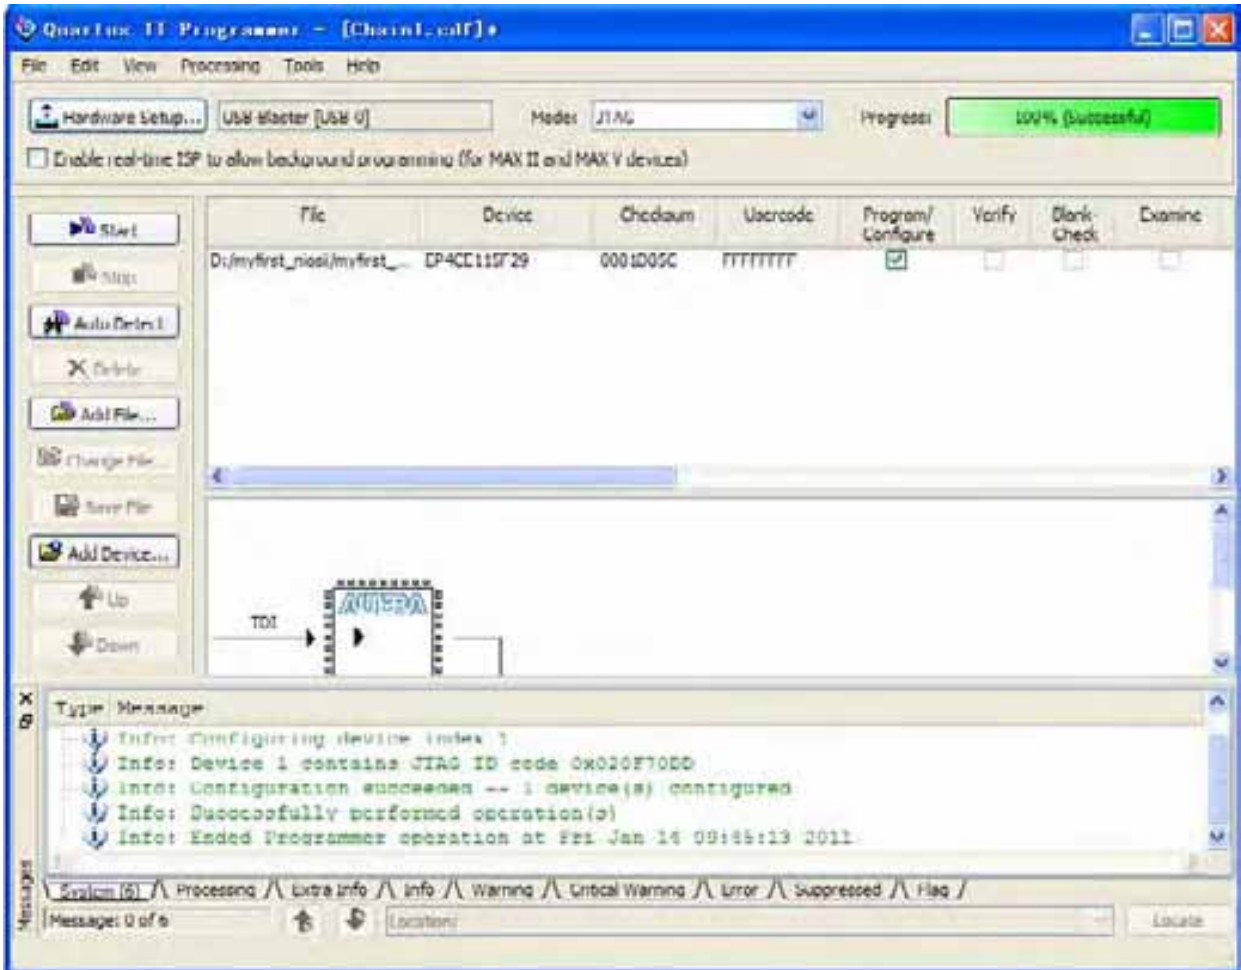 Quartus II Programmer - [Chain1.cdf]*
File Edit View Processing Tools Help
Hardware Setup... USB-Blaster [USB-0] Mode: JTAG Progress: 100% (Successful)
Enable real-time ISP to allow background programming (for MAX II and MAX V devices)
File Device Checksum Usercode Program/ Verify Blank- Examine
Configure Check
D:/myfirst_niosii/myfirst_... EP4CE115F29 FFFFFFFF
Start
Stop
Auto Detect
Delete
Add File...
Change File...
Save File
Add Device...
Up
Down
TDI
ALTERA
Type Message
Info: Configuring device index 1
Info: Device 1 contains JTAG ID code 0x020F70DD
Info: Configuration succeeded -- 1 device(s) configured
Info: Successfully performed operation(s)
Info: Ended Programmer operation at Fri Jan 14 2011
System (6) Processing Extra Info Info Warning Critical Warning Error Suppressed Flag
Message: 0 of 6 Location: Locate
Messages